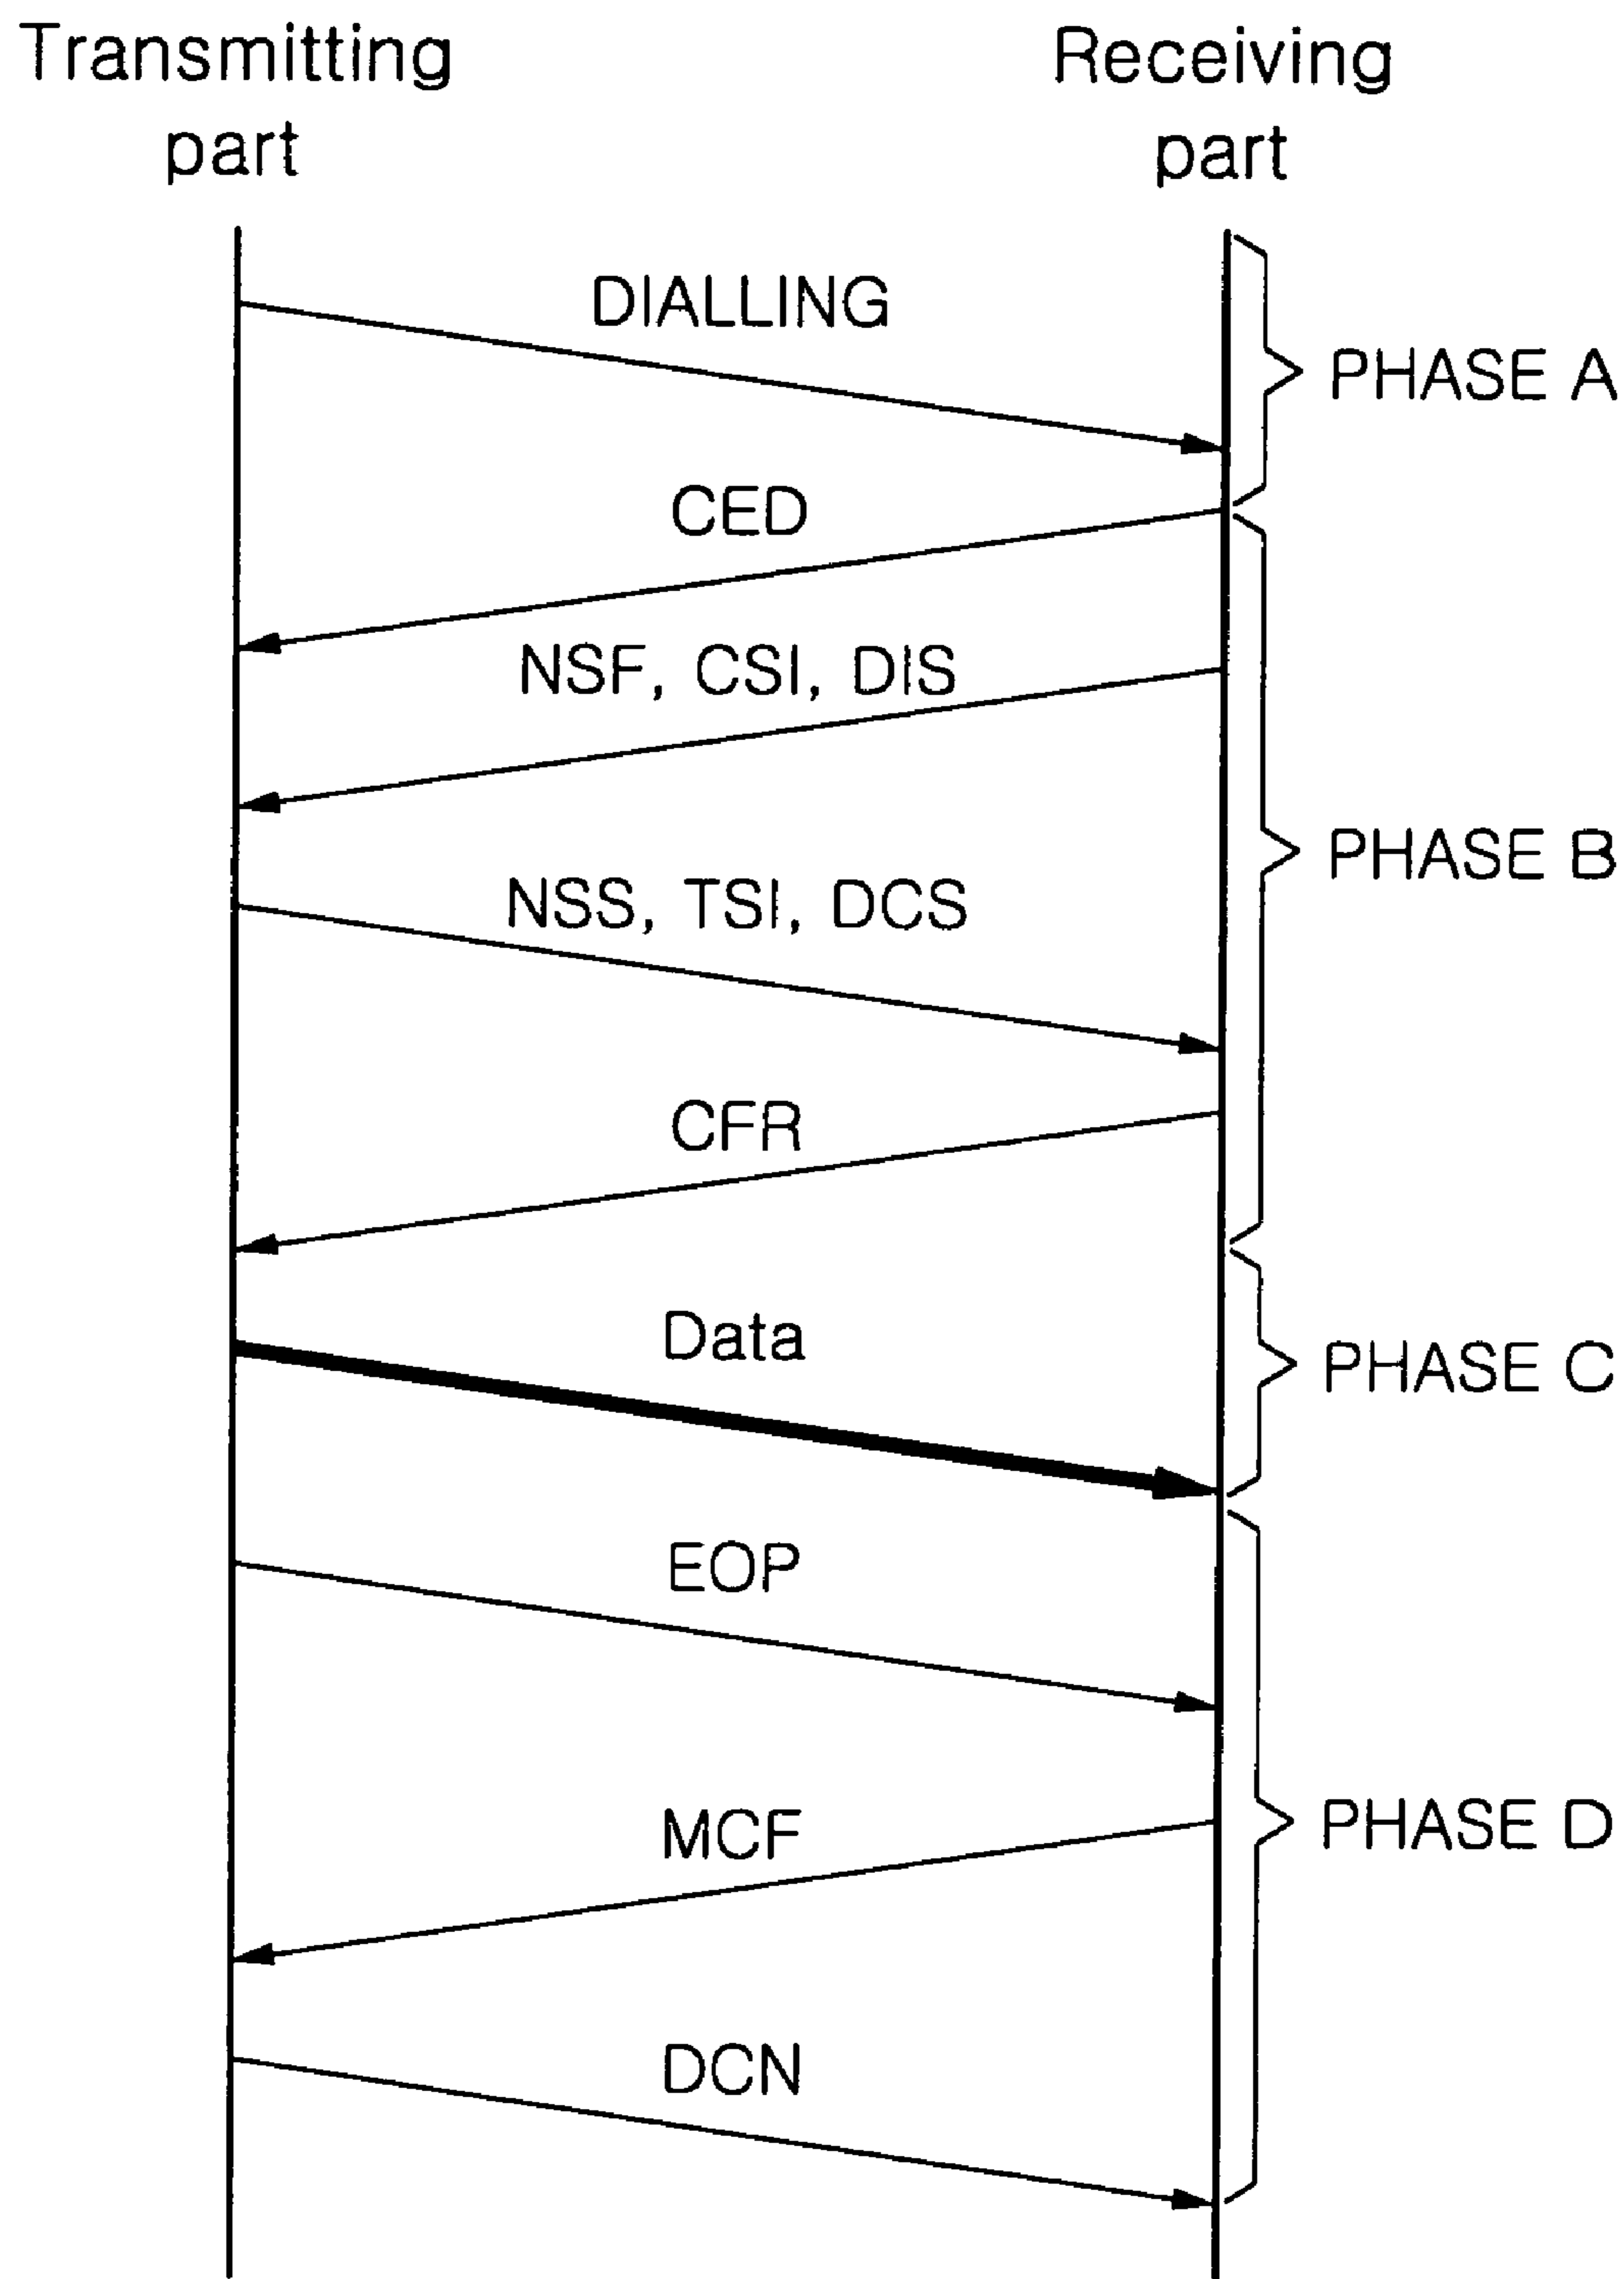 Transmitting
part
Receiving
part
DIALLING
PHASE A
CED
NSF, CSI, DIS
PHASE B
NSS, TSI, DCS
CFR
Data
PHASE C
EOP
MCF
PHASE D
DCN